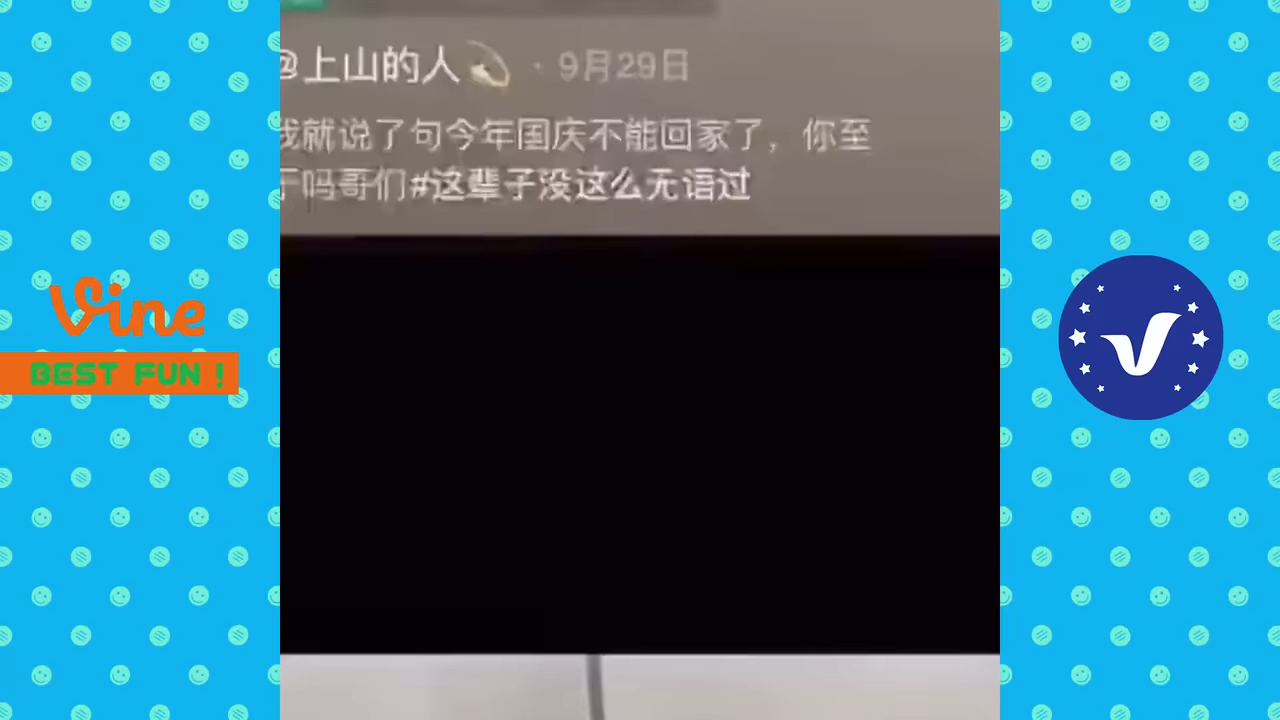 @上山的人💫 · 9月29日
我就说了句今年国庆不能回家了，你至
于吗哥们#这辈子没这么无语过
Vine
BEST FUN !